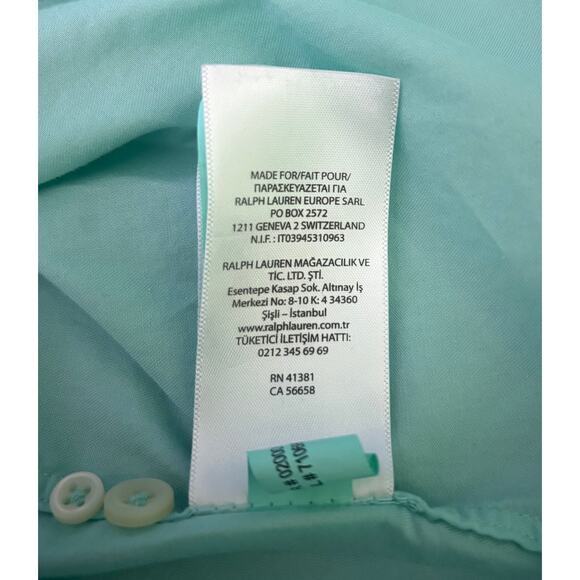 MADE FOR/FAIT POUR/
ΠΑΡΑΣΚΕΥΑΖΕΤΑΙ ΓΙΑ
RALPH LAUREN EUROPE SARL
PO BOX 2572
1211 GENEVA 2 SWITZERLAND
N.I.F. : IT03945310963
RALPH LAUREN MAĞAZACILIK VE
TİC. LTD. ŞTİ.
Esentepe Kasap Sok. Altınay İş
Merkezi No: 8-10 K: 4 34360
Şişli – İstanbul
www.ralphlauren.com.tr
TÜKETİCİ İLETİŞİM HATTI:
0212 345 69 69
RN 41381
CA 56658